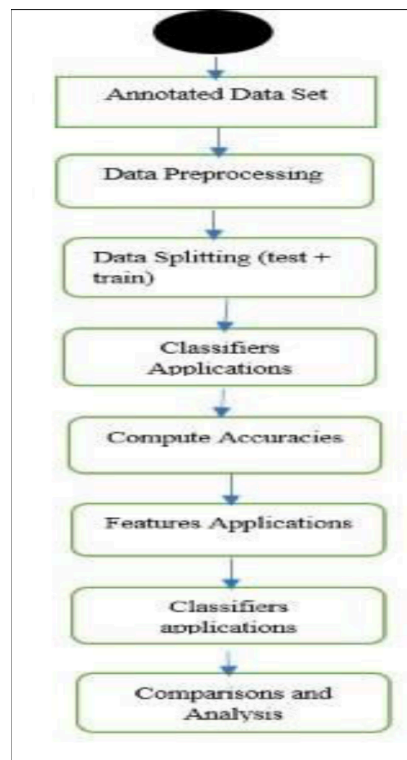 Annotated Data Set
Data Preprocessing
Data Splitting (test +
train)
Classifiers
Applications
Compute Accuracies
Features Applications
Classifiers
applications
Comparisons and
Analysis